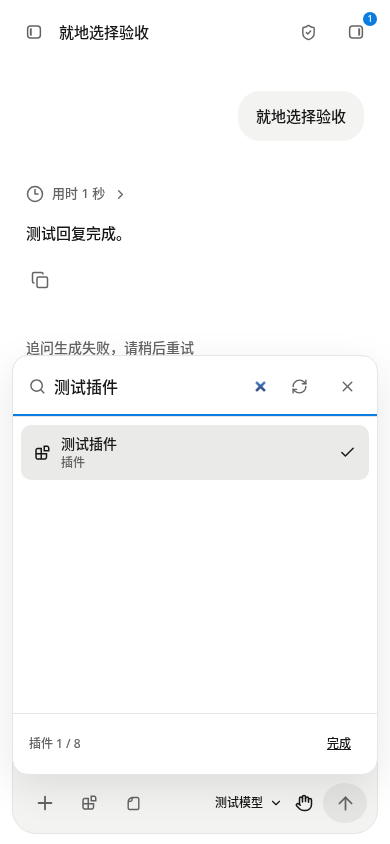 就地选择验收
1
就地选择验收
用时 1 秒
测试回复完成。
追问生成失败，请稍后重试
测试插件
测试插件
插件
插件 1 / 8
完成
测试模型